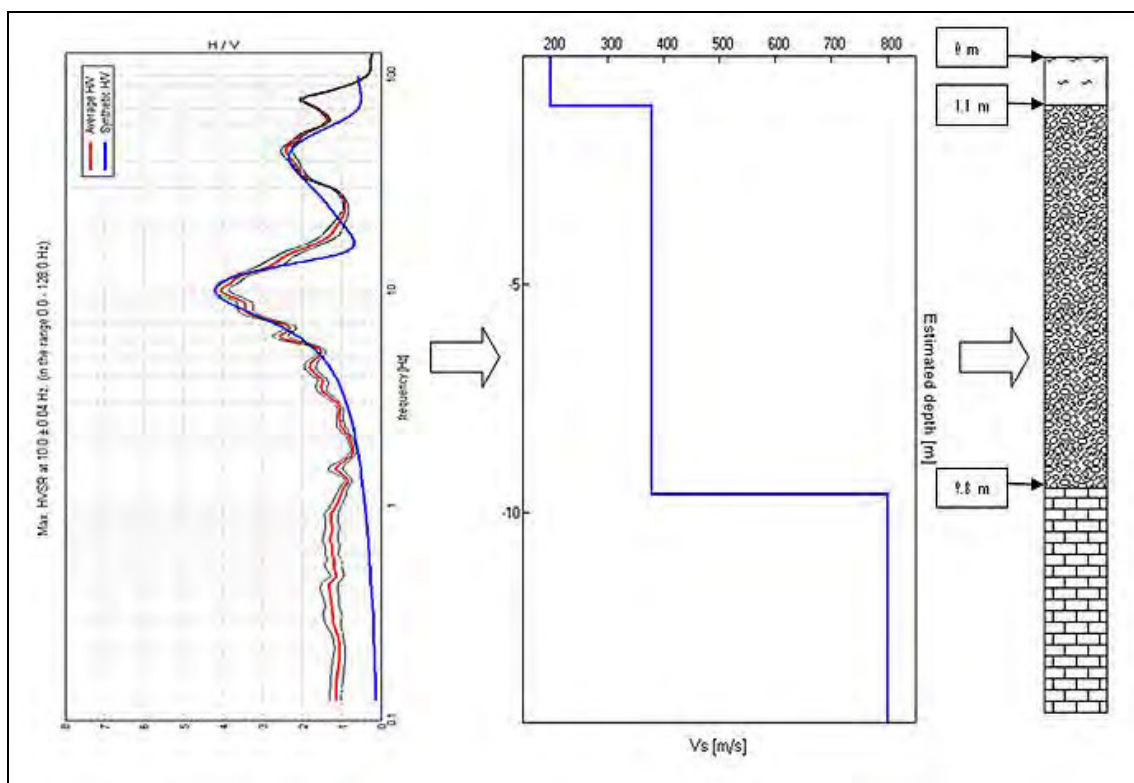 H / V
Average H/V
Synthetic H/V
Max. HVSR at 10.0 ± 0.04 Hz. (in the range 0.0 - 128.0 Hz).
100
10
1
0.1
frequency [Hz]
8
7
6
5
4
3
2
1
0
200
300
400
500
600
700
800
-5
-10
Vs [m/s]
Estimated depth [m]
0 m
1.1 m